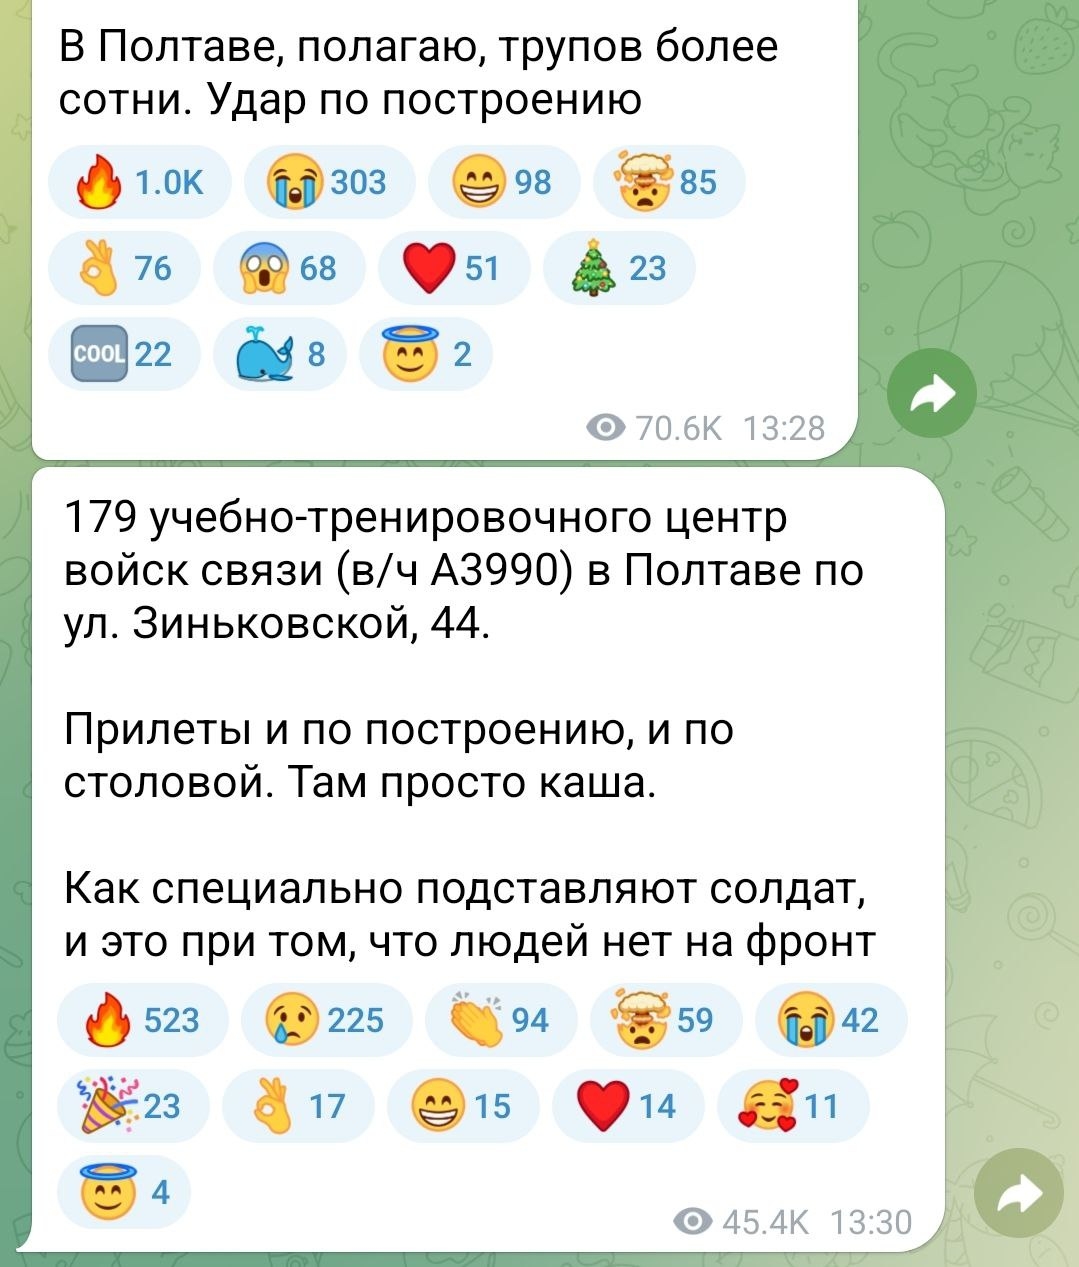 В Полтаве, полагаю, трупов более
сотни. Удар по построению
1.0K 303 98 85
76 68 51 23
COOL 22 8 2
70.6K 13:28
179 учебно-тренировочного центр
войск связи (в/ч А3990) в Полтаве по
ул. Зиньковской, 44.
Прилеты и по построению, и по
столовой. Там просто каша.
Как специально подставляют солдат,
и это при том, что людей нет на фронт
523 225 94 59 42
23 17 15 14 11
4
45.4K 13:30